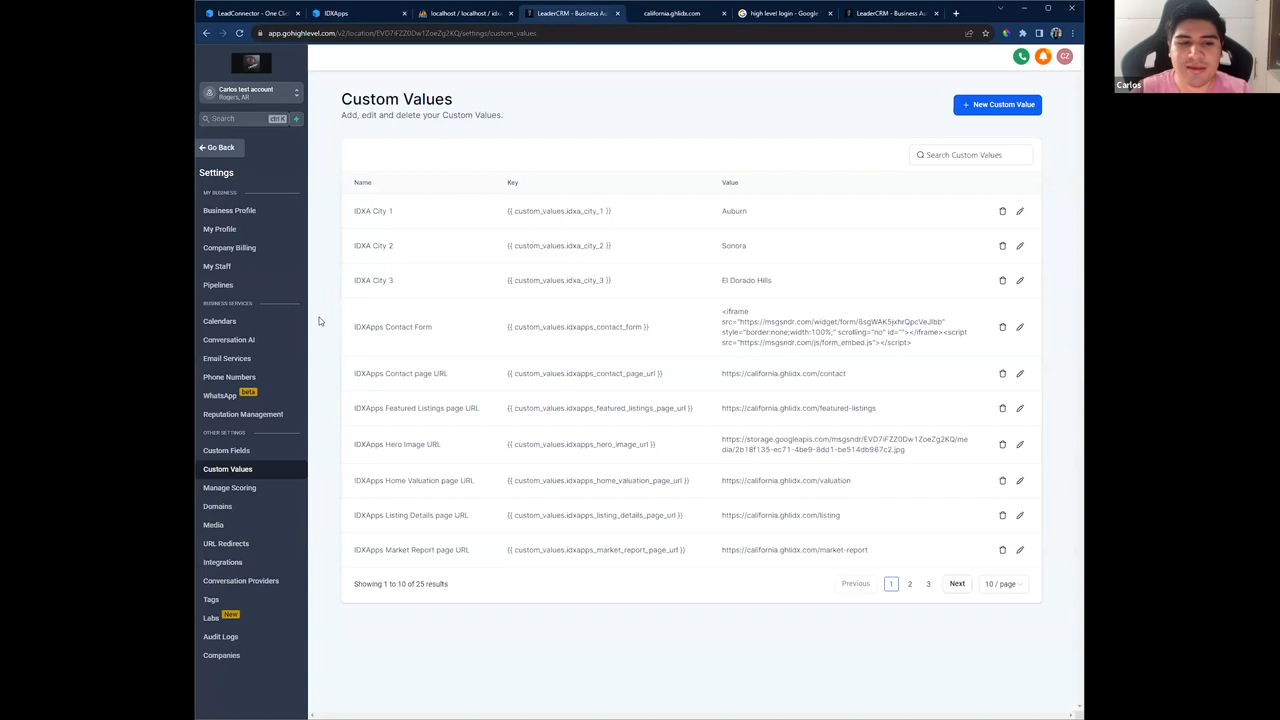 LeadConnector - One Clic
IDXApps
localhost / localhost / idx
LeaderCRM - Business Au
california.ghlidx.com
high level login - Google
LeaderCRM - Business Au
app.gohighlevel.com/v2/location/EVD7iFZZ0Dw1ZoeZg2KQ/settings/custom_values
Carlos
CZ
Carlos test account
Rogers, AR
Search
ctrl K
Go Back
Settings
MY BUSINESS
Business Profile
My Profile
Company Billing
My Staff
Pipelines
BUSINESS SERVICES
Calendars
Conversation AI
Email Services
Phone Numbers
WhatsApp beta
Reputation Management
OTHER SETTINGS
Custom Fields
Custom Values
Manage Scoring
Domains
Media
URL Redirects
Integrations
Conversation Providers
Tags
Labs New
Audit Logs
Companies
Custom Values
Add, edit and delete your Custom Values.
+ New Custom Value
Search Custom Values
Name Key Value
IDXA City 1 {{ custom_values.idxa_city_1 }} Auburn
IDXA City 2 {{ custom_values.idxa_city_2 }} Sonora
IDXA City 3 {{ custom_values.idxa_city_3 }} El Dorado Hills
IDXApps Contact Form {{ custom_values.idxapps_contact_form }}
<iframe
src="https://msgsndr.com/widget/form/8sgWAK5jxhrQpcVeJlbb"
style="border:none;width:100%;" scrolling="no" id=""></iframe><script
src="https://msgsndr.com/js/form_embed.js"></script>
IDXApps Contact page URL {{ custom_values.idxapps_contact_page_url }} https://california.ghlidx.com/contact
IDXApps Featured Listings page URL {{ custom_values.idxapps_featured_listings_page_url }} https://california.ghlidx.com/featured-listings
IDXApps Hero Image URL {{ custom_values.idxapps_hero_image_url }}
https://storage.googleapis.com/msgsndr/EVD7iFZZ0Dw1ZoeZg2KQ/me
dia/2b18f135-ec71-4be9-8dd1-be514db967c2.jpg
IDXApps Home Valuation page URL {{ custom_values.idxapps_home_valuation_page_url }} https://california.ghlidx.com/valuation
IDXApps Listing Details page URL {{ custom_values.idxapps_listing_details_page_url }} https://california.ghlidx.com/listing
IDXApps Market Report page URL {{ custom_values.idxapps_market_report_page_url }} https://california.ghlidx.com/market-report
Showing 1 to 10 of 25 results
Previous 1 2 3 Next 10 / page